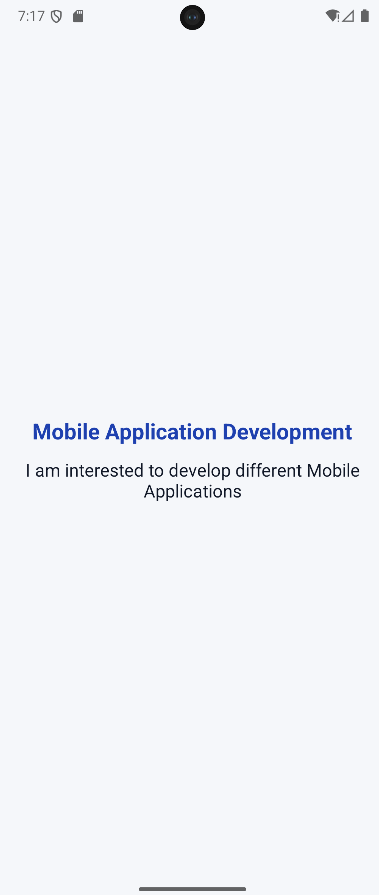 7:17
Mobile Application Development
I am interested to develop different Mobile
Applications